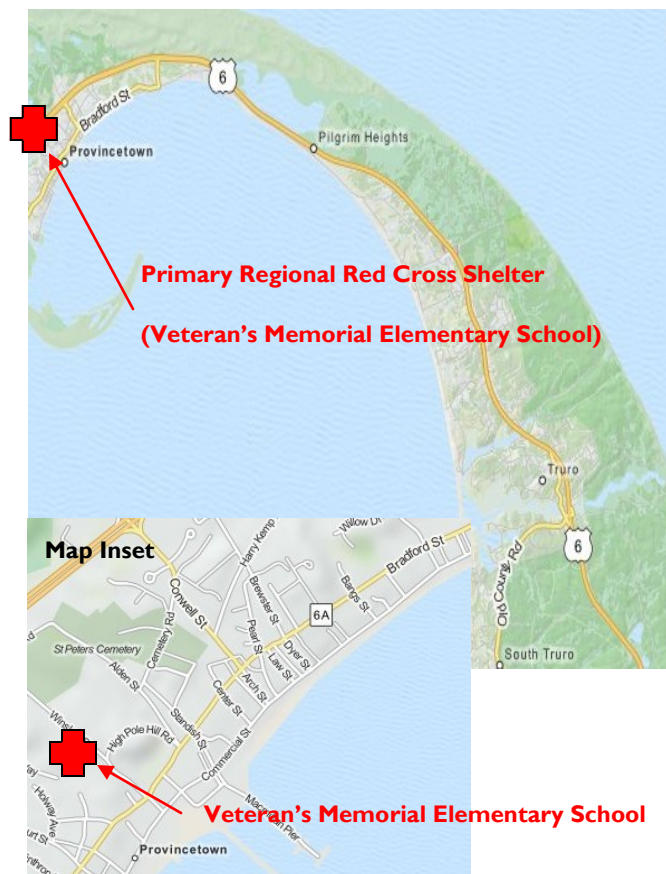 6
Bradford St
Provincetown
Pilgrim Heights
Primary Regional Red Cross Shelter
(Veteran's Memorial Elementary School)
Truro
6
Old County Rd
South Truro
Map Inset
Harry Kemp
Willow Dr
Bradford St
Conwell St
Brewster St
Bangs St
6A
Cemetery Rd
Pearl St
Dyer St
Law St
St Peters Cemetery
Alden St
Arch St
Center St
Standish St
Commercial St
High Pole Hill Rd
Macmillan Pier
Holway Ave
Veteran's Memorial Elementary School
Provincetown